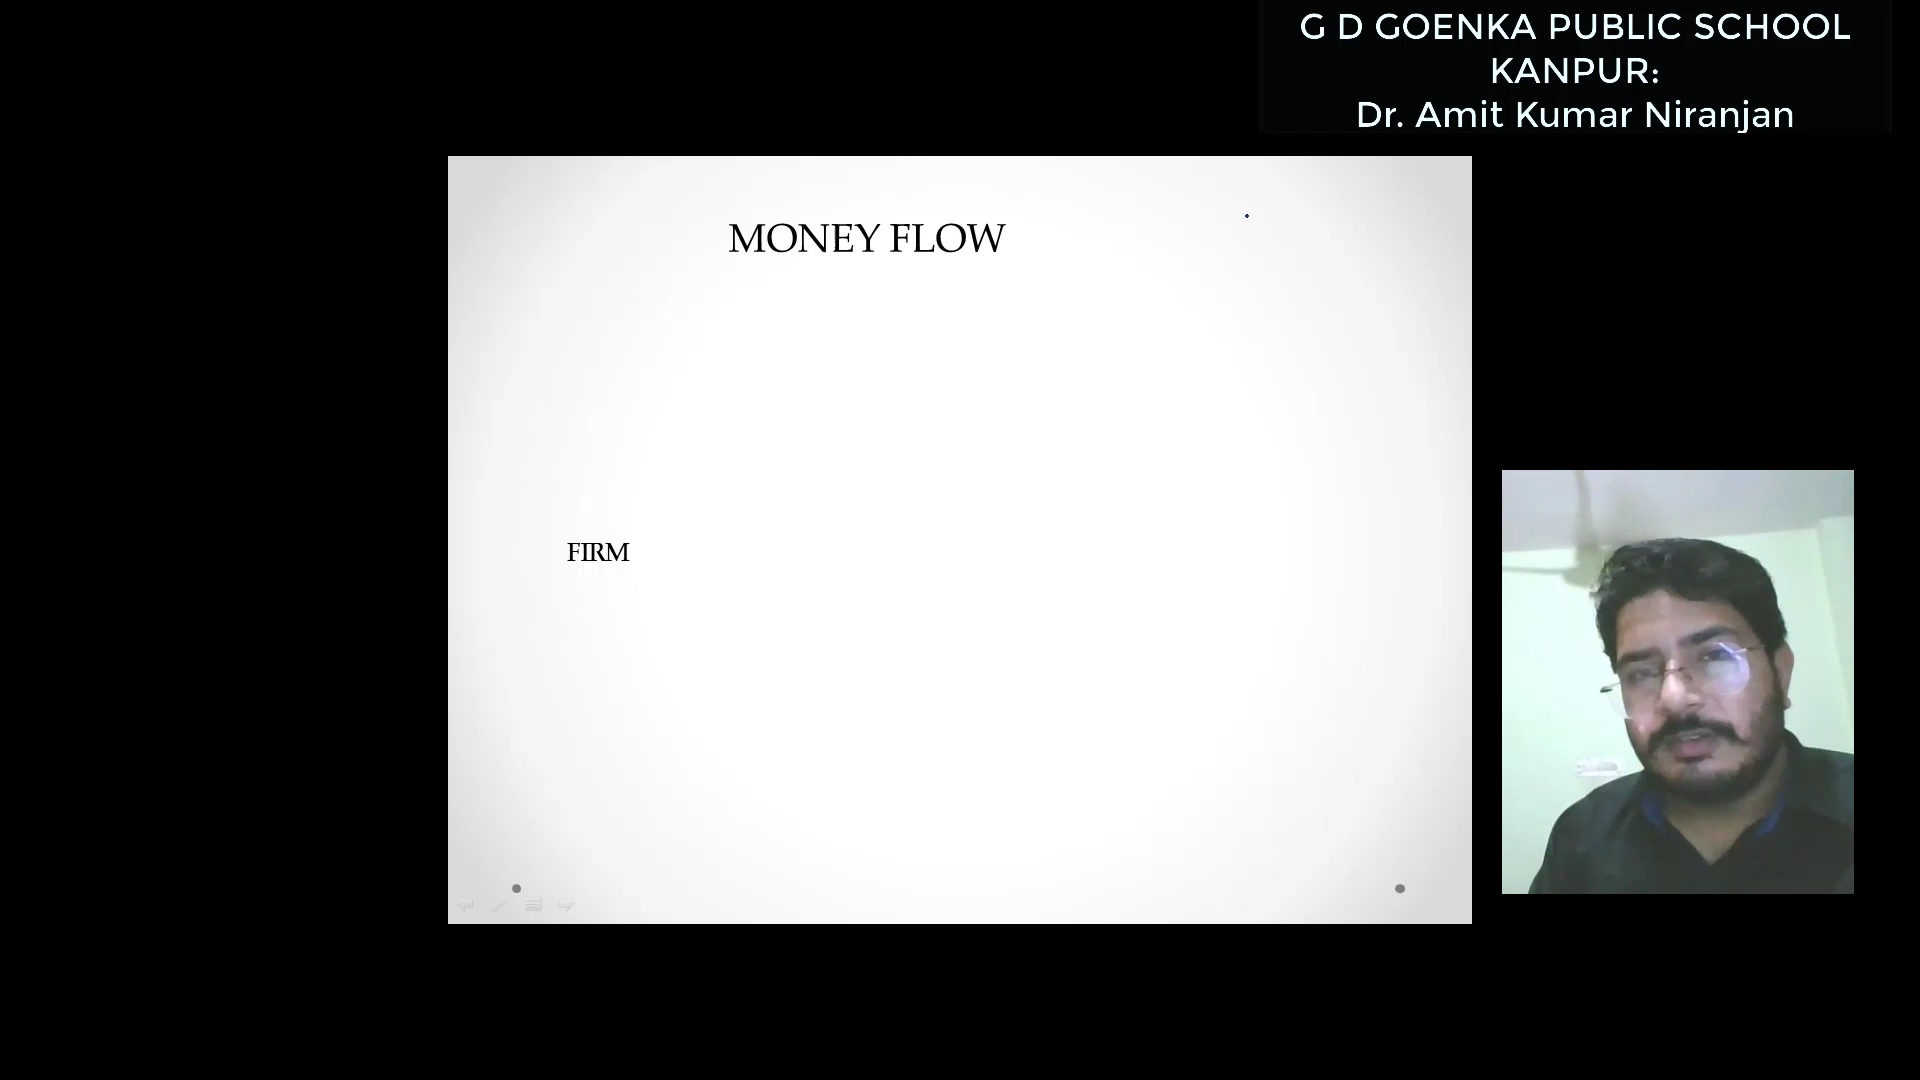 G D GOENKA PUBLIC SCHOOL
KANPUR:
Dr. Amit Kumar Niranjan
MONEY FLOW
FIRM